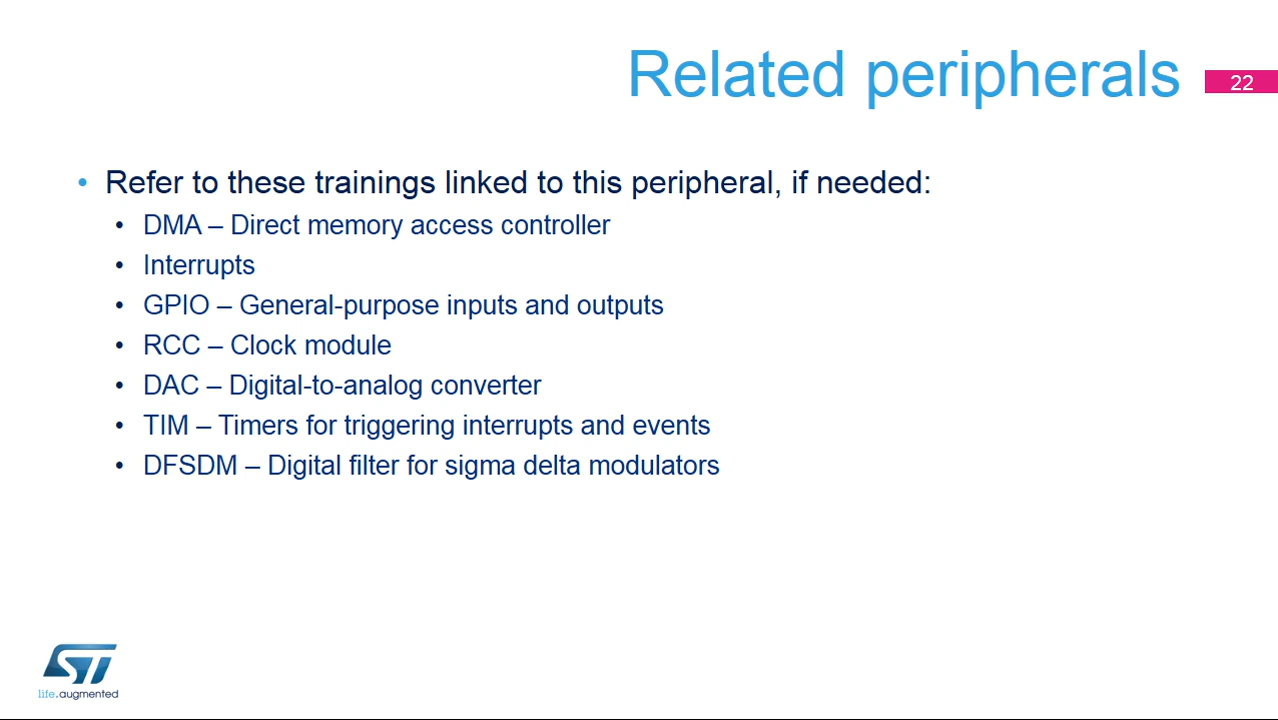 Related peripherals
22
• Refer to these trainings linked to this peripheral, if needed:
• DMA – Direct memory access controller
• Interrupts
• GPIO – General-purpose inputs and outputs
• RCC – Clock module
• DAC – Digital-to-analog converter
• TIM – Timers for triggering interrupts and events
• DFSDM – Digital filter for sigma delta modulators
ST
life.augmented